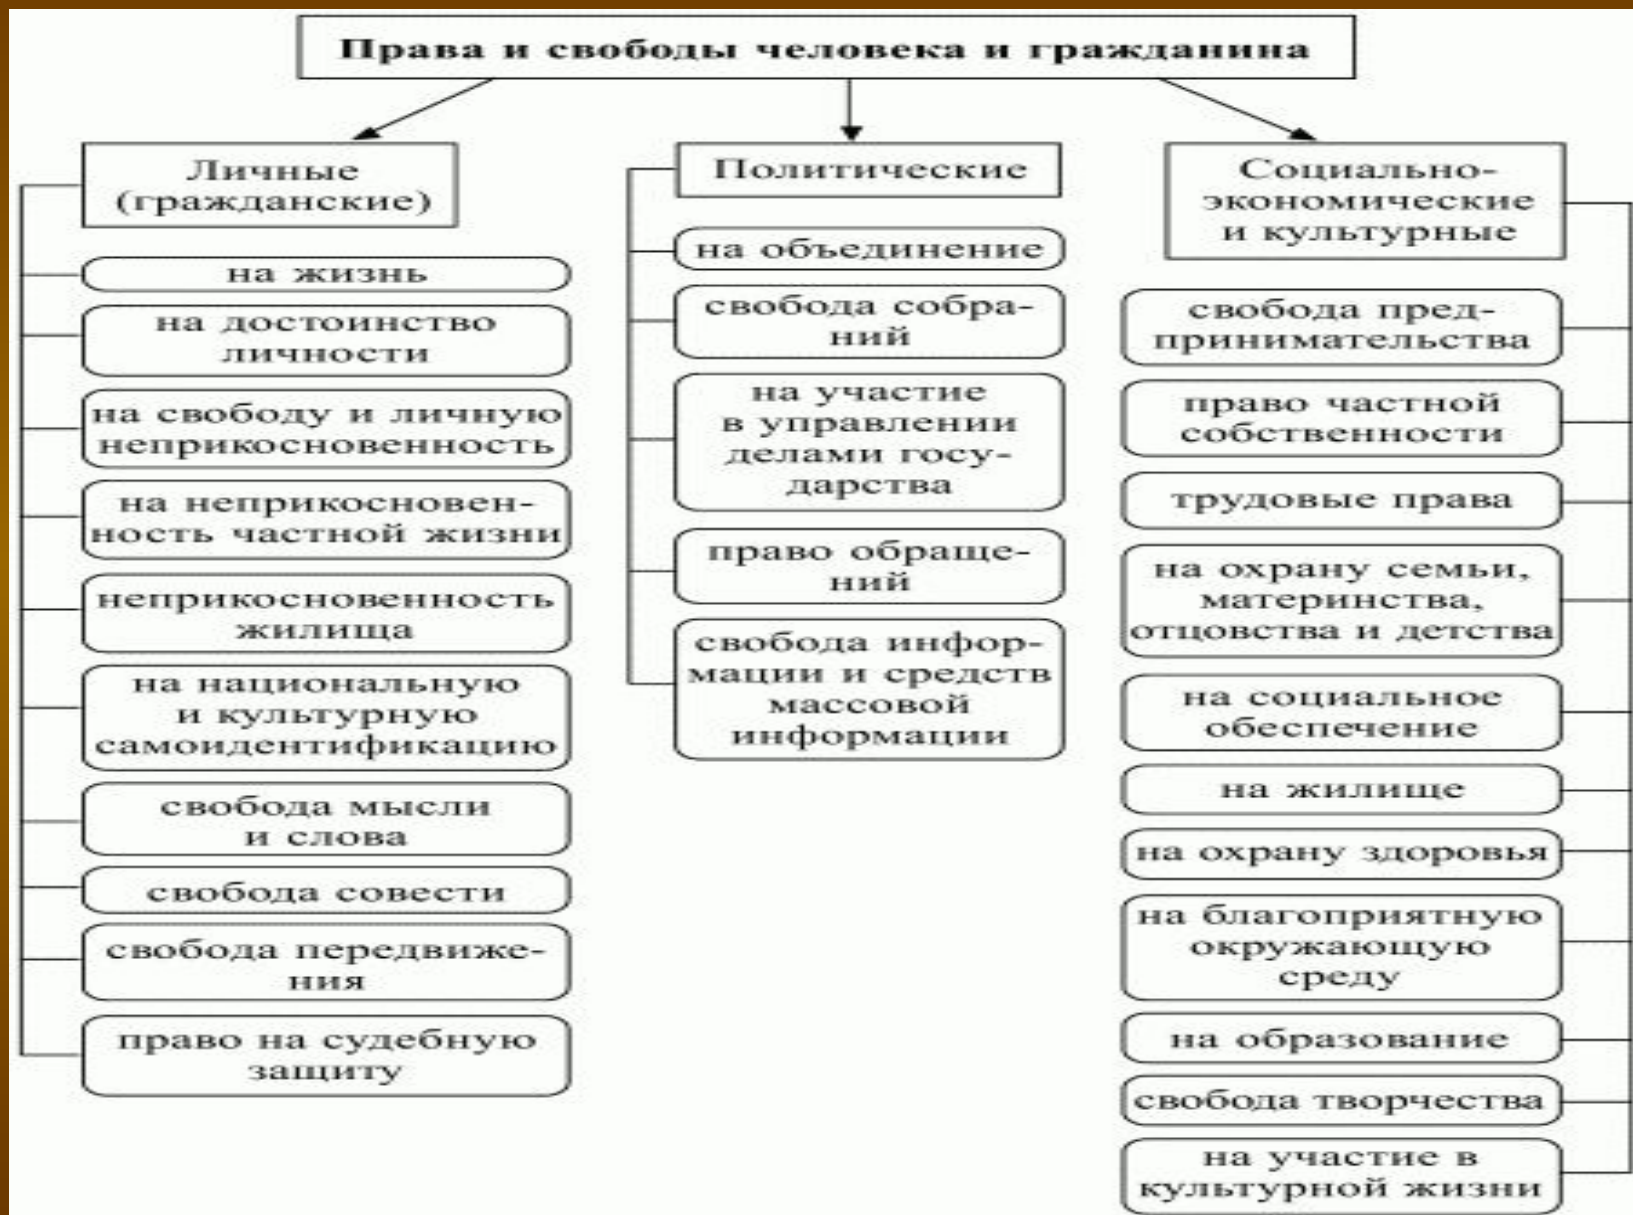 Права и свободы человека и гражданина
Личные
(гражданские)
на жизнь
на достоинство
личности
на свободу и личную
неприкосновенность
на неприкосновен-
ность частной жизни
неприкосновенность
жилища
на национальную
и культурную
самоидентификацию
свобода мысли
и слова
свобода совести
свобода передвиже-
ния
право на судебную
защиту
Политические
на объединение
свобода собра-
ний
на участие
в управлении
делами госу-
дарства
право обраще-
ний
свобода инфор-
мации и средств
массовой
информации
Социально-
экономические
и культурные
свобода пред-
принимательства
право частной
собственности
трудовые права
на охрану семьи,
материнства,
отцовства и детства
на социальное
обеспечение
на жилище
на охрану здоровья
на благоприятную
окружающую
среду
на образование
свобода творчества
на участие в
культурной жизни